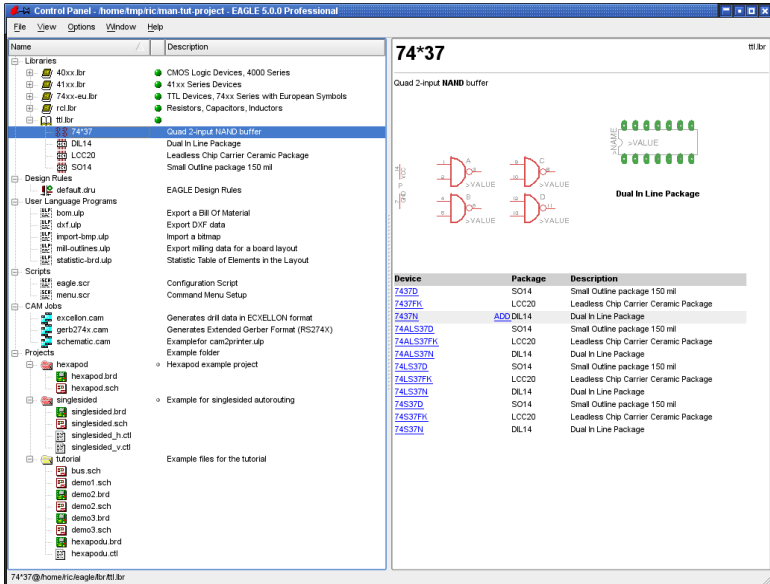 Control Panel - /home/tmp/ric/man-tut-project - EAGLE 5.0.0 Professional
File View Options Window Help
Name Description
Libraries
40xx.lbr CMOS Logic Devices, 4000 Series
41xx.lbr 41xx Series Devices
74xx-eu.lbr TTL Devices, 74xx Series with European Symbols
rcl.lbr Resistors, Capacitors, Inductors
ttl.lbr
74*37 Quad 2-input NAND buffer
DIL14 Dual In Line Package
LCC20 Leadless Chip Carrier Ceramic Package
SO14 Small Outline package 150 mil
Design Rules
default.dru EAGLE Design Rules
User Language Programs
bom.ulp Export a Bill Of Material
dxf.ulp Export DXF data
import-bmp.ulp Import a bitmap
mill-outlines.ulp Export milling data for a board layout
statistic-brd.ulp Statistic Table of Elements in the Layout
Scripts
eagle.scr Configuration Script
menu.scr Command Menu Setup
CAM Jobs
excellon.cam Generates drill data in ECXELLON format
gerb274x.cam Generates Extended Gerber Format (RS274X)
schematic.cam Examplefor cam2printer.ulp
Projects Example folder
hexapod Hexapod example project
hexapod.brd
hexapod.sch
singlesided Example for singlesided autorouting
singlesided.brd
singlesided.sch
singlesided_h.ctl
singlesided_v.ctl
tutorial Example files for the tutorial
bus.sch
demo1.sch
demo2.brd
demo2.sch
demo3.brd
demo3.sch
hexapodu.brd
hexapodu.ctl
74*37 ttl.lbr
Quad 2-input NAND buffer
A C
>VALUE >VALUE
B D
>VALUE >VALUE
14 VCC
P
7 GND
>NAME
>VALUE
Dual In Line Package
Device Package Description
7437D SO14 Small Outline package 150 mil
7437FK LCC20 Leadless Chip Carrier Ceramic Package
7437N ADD DIL14 Dual In Line Package
74ALS37D SO14 Small Outline package 150 mil
74ALS37FK LCC20 Leadless Chip Carrier Ceramic Package
74ALS37N DIL14 Dual In Line Package
74LS37D SO14 Small Outline package 150 mil
74LS37FK LCC20 Leadless Chip Carrier Ceramic Package
74LS37N DIL14 Dual In Line Package
74S37D SO14 Small Outline package 150 mil
74S37FK LCC20 Leadless Chip Carrier Ceramic Package
74S37N DIL14 Dual In Line Package
74*37@/home/ric/eagle/lbr/ttl.lbr